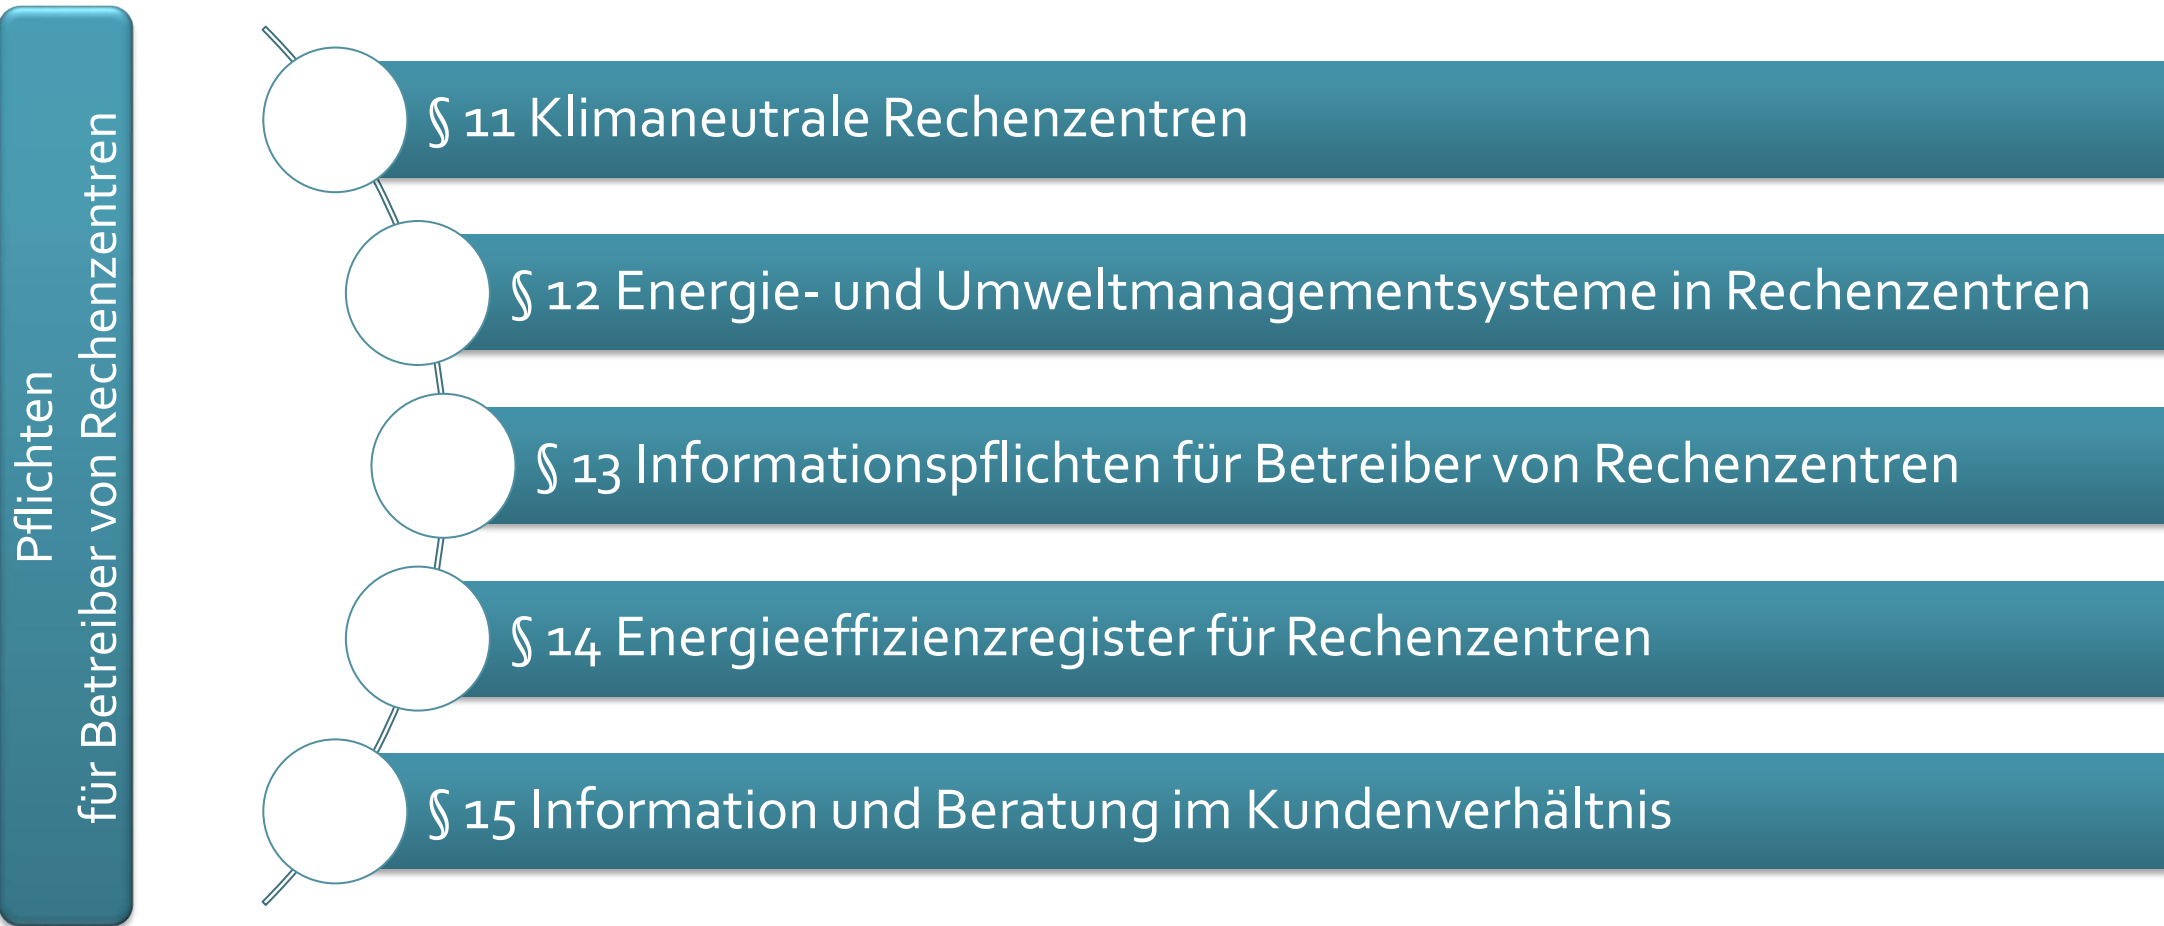 Pflichten
für Betreiber von Rechenzentren
§ 11 Klimaneutrale Rechenzentren
§ 12 Energie- und Umweltmanagementsysteme in Rechenzentren
§ 13 Informationspflichten für Betreiber von Rechenzentren
§ 14 Energieeffizienzregister für Rechenzentren
§ 15 Information und Beratung im Kundenverhältnis